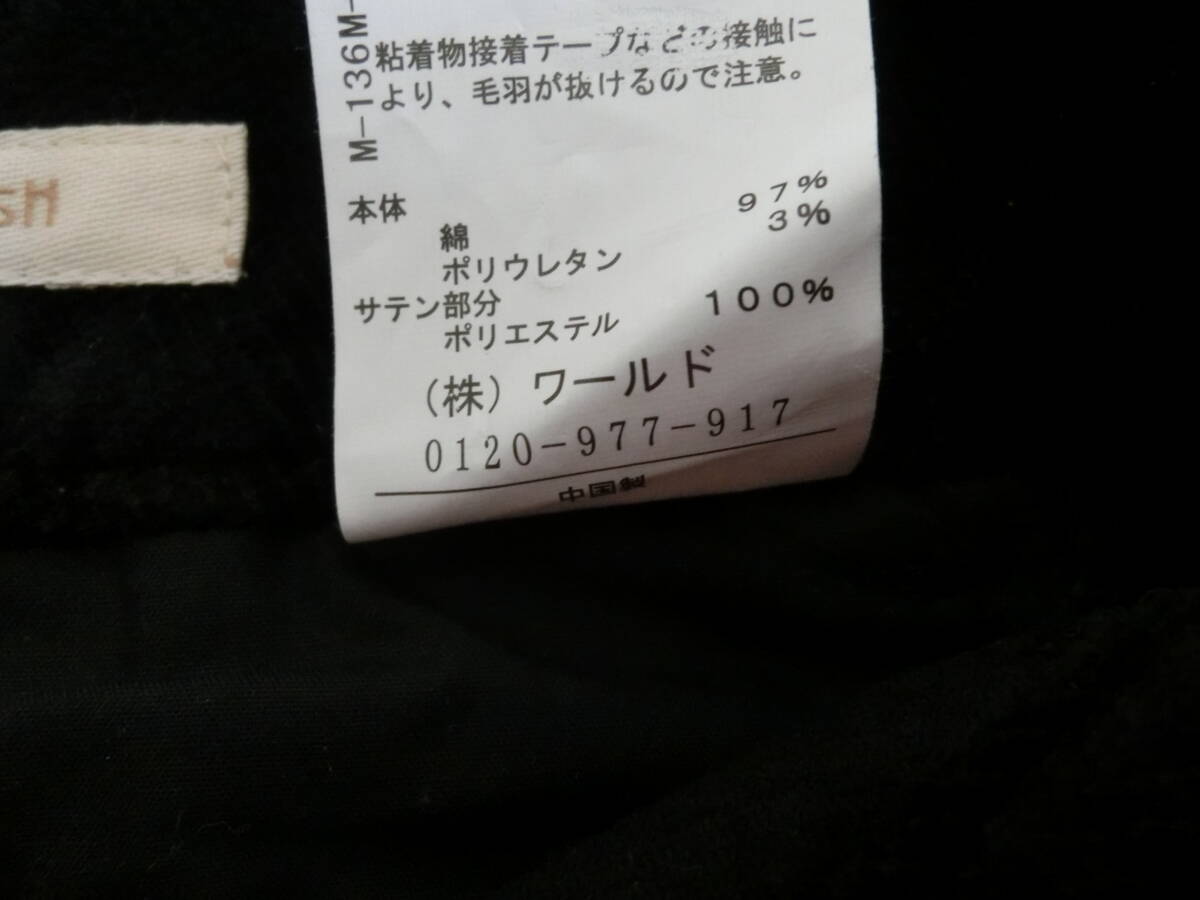 M-136M-
粘着物接着テープなどの接触に
より、毛羽が抜けるので注意。
本体
綿 97%
ポリウレタン 3%
サテン部分
ポリエステル 100%
(株) ワールド
0120-977-917
中国製
SM